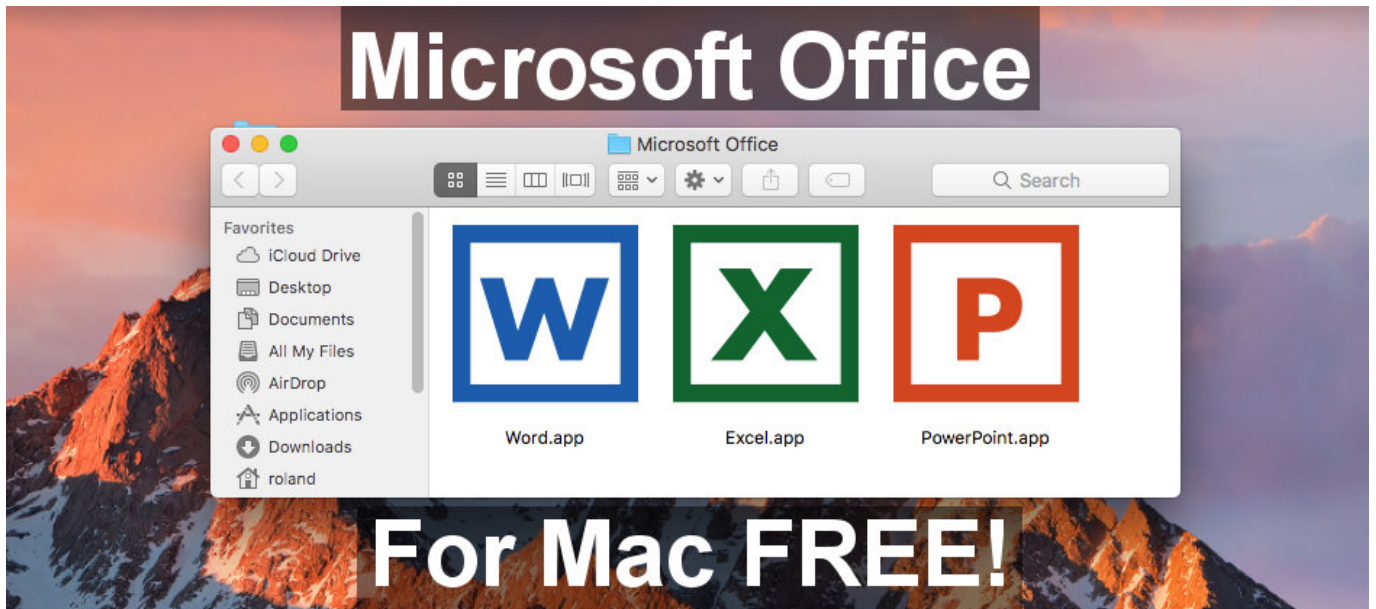 Microsoft Office
Microsoft Office
Search
Favorites
iCloud Drive
Desktop
Documents
All My Files
AirDrop
Applications
Downloads
roland
W
X
P
Word.app
Excel.app
PowerPoint.app
For Mac FREE!